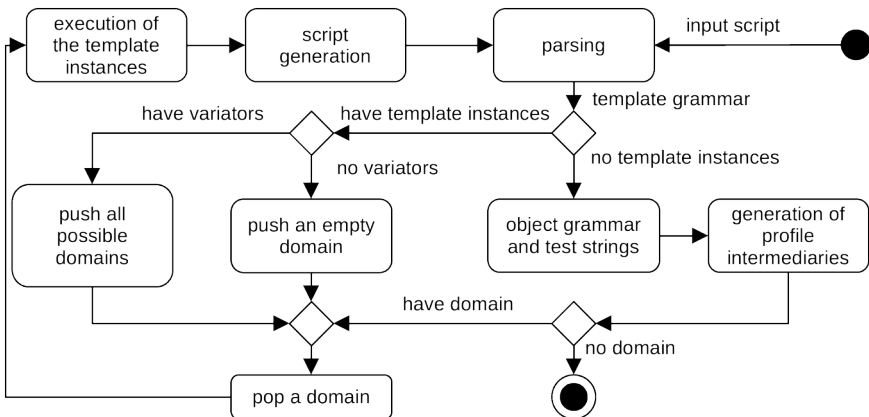 execution of
the template
instances
script
generation
parsing
input script
template grammar
have variators
have template instances
no template instances
no variators
push all
possible
domains
push an empty
domain
object grammar
and test strings
generation of
profile
intermediaries
have domain
no domain
pop a domain